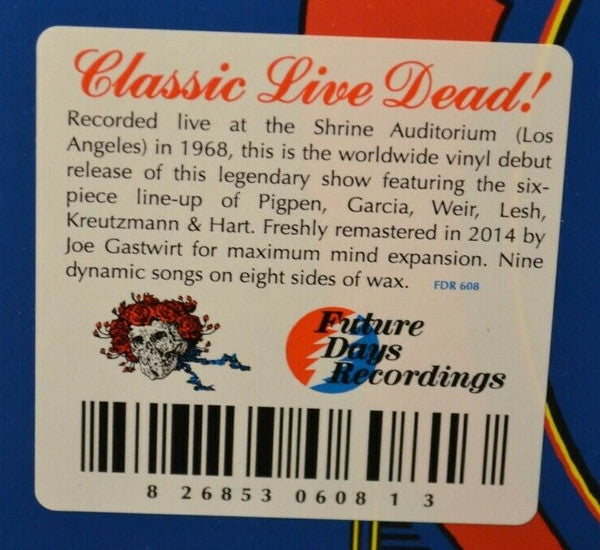 Classic Live Dead!
Recorded live at the Shrine Auditorium (Los
Angeles) in 1968, this is the worldwide vinyl debut
release of this legendary show featuring the six-
piece line-up of Pigpen, Garcia, Weir, Lesh,
Kreutzmann & Hart. Freshly remastered in 2014 by
Joe Gastwirt for maximum mind expansion. Nine
dynamic songs on eight sides of wax. FDR 608
Future
Days
Recordings
8 26853 06081 3